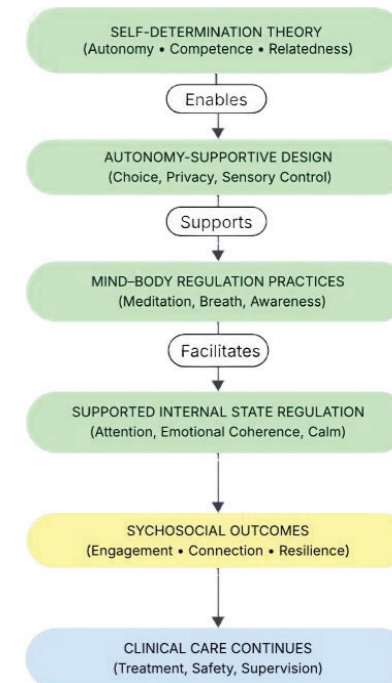 SELF-DETERMINATION THEORY
(Autonomy • Competence • Relatedness)
Enables
AUTONOMY-SUPPORTIVE DESIGN
(Choice, Privacy, Sensory Control)
Supports
MIND–BODY REGULATION PRACTICES
(Meditation, Breath, Awareness)
Facilitates
SUPPORTED INTERNAL STATE REGULATION
(Attention, Emotional Coherence, Calm)
SYCHOSOCIAL OUTCOMES
(Engagement • Connection • Resilience)
CLINICAL CARE CONTINUES
(Treatment, Safety, Supervision)